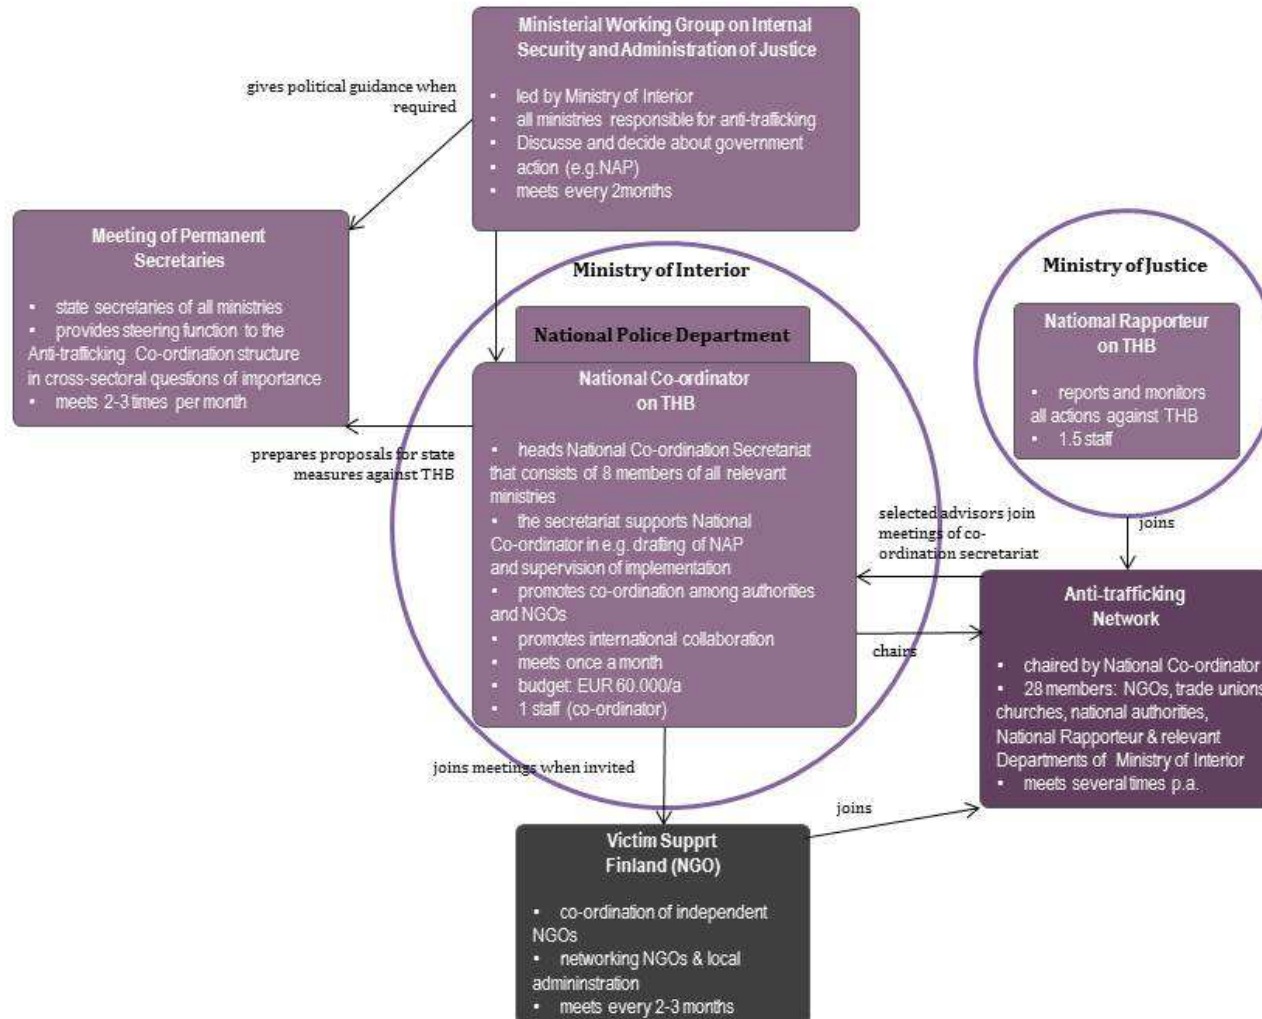 Ministerial Working Group on Internal
Security and Administration of Justice
▪ led by Ministry of Interior
▪ all ministries responsible for anti-trafficking
▪ Discusse and decide about government
▪ action (e.g.NAP)
▪ meets every 2months
gives political guidance when
required
Meeting of Permanent
Secretaries
▪ state secretaries of all ministries
▪ provides steering function to the
Anti-trafficking Co-ordination structure
in cross-sectoral questions of importance
▪ meets 2-3 times per month
prepares proposals for state
measures against THB
Ministry of Interior
National Police Department
National Co-ordinator
on THB
▪ heads National Co-ordination Secretariat
that consists of 8 members of all relevant
ministries
▪ the secretariat supports National
Co-ordinator in e.g. drafting of NAP
and supervision of implementation
▪ promotes co-ordination among authorities
and NGOs
▪ promotes international collaboration
▪ meets once a month
▪ budget: EUR 60.000/a
▪ 1 staff (co-ordinator)
Ministry of Justice
National Rapporteur
on THB
▪ reports and monitors
all actions against THB
▪ 1.5 staff
joins
selected advisors join
meetings of co-
ordination secretariat
chairs
Anti-trafficking
Network
▪ chaired by National Co-ordinator
▪ 28 members: NGOs, trade unions
churches, national authorities,
National Rapporteur & relevant
Departments of Ministry of Interior
▪ meets several times p.a.
joins meetings when invited
joins
Victim Supprt
Finland (NGO)
▪ co-ordination of independent
NGOs
▪ networking NGOs & local
admininstration
▪ meets every 2-3 months